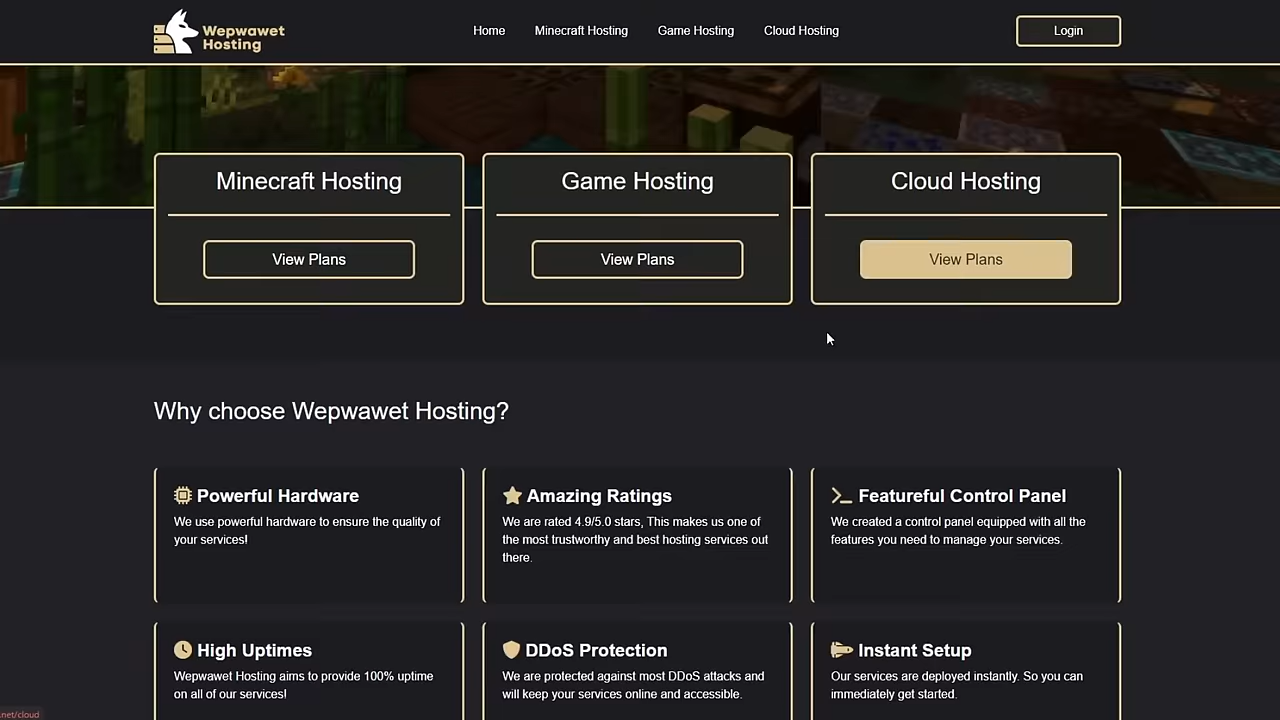 Wepwawet
Hosting
Home
Minecraft Hosting
Game Hosting
Cloud Hosting
Login
Minecraft Hosting
Game Hosting
Cloud Hosting
View Plans
View Plans
View Plans
Why choose Wepwawet Hosting?
Powerful Hardware
We use powerful hardware to ensure the quality of
your services!
Amazing Ratings
We are rated 4.9/5.0 stars, This makes us one of
the most trustworthy and best hosting services out
there.
Featureful Control Panel
We created a control panel equipped with all the
features you need to manage your services.
High Uptimes
Wepwawet Hosting aims to provide 100% uptime
on all of our services!
DDoS Protection
We are protected against most DDoS attacks and
will keep your services online and accessible.
Instant Setup
Our services are deployed instantly. So you can
immediately get started.
.net/cloud